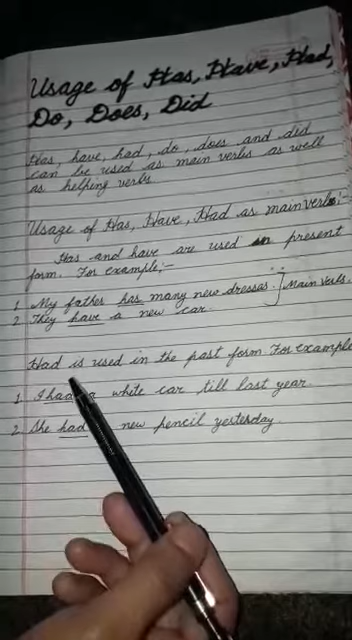 Usage of Has, Have, Had,
Do, Does, Did
Has, have, had, do, does and did
can be used as main verbs as well
as helping verbs.
Usage of Has, Have, Had as main verbs:-
Has and have are used in present
form. For example;-
1. My father has many new dresses. ] Main Verbs.
2. They have a new car
Had is used in the past form. For example
1. I had a white car till last year.
2. She had new pencil yesterday.